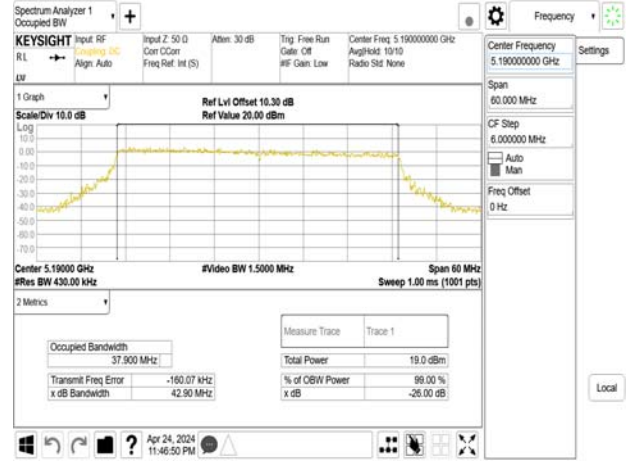 Spectrum Analyzer 1
Occupied BW
+
Frequency
KEYSIGHT
RL
LXI
Input: RF
Coupling: DC
Align: Auto
Input Z: 50 Ω
Corr CCorr
Freq Ref: Int (S)
Atten: 30 dB
Trig: Free Run
Gate: Off
#IF Gain: Low
Center Freq: 5.190000000 GHz
Avg|Hold: 10/10
Radio Std: None
Center Frequency
5.190000000 GHz
Settings
Span
60.000 MHz
CF Step
6.000000 MHz
Auto
Man
Freq Offset
0 Hz
Local
1 Graph
Scale/Div 10.0 dB
Ref Lvl Offset 10.30 dB
Ref Value 20.00 dBm
Log
10.0
0.00
-10.0
-20.0
-30.0
-40.0
-50.0
-60.0
-70.0
Center 5.19000 GHz
#Res BW 430.00 kHz
#Video BW 1.5000 MHz
Span 60 MHz
Sweep 1.00 ms (1001 pts)
2 Metrics
Measure Trace Trace 1
Occupied Bandwidth
37.900 MHz
Total Power 19.0 dBm
Transmit Freq Error -160.07 kHz
% of OBW Power 99.00 %
x dB Bandwidth 42.90 MHz
x dB -26.00 dB
?
Apr 24, 2024
11:46:50 PM